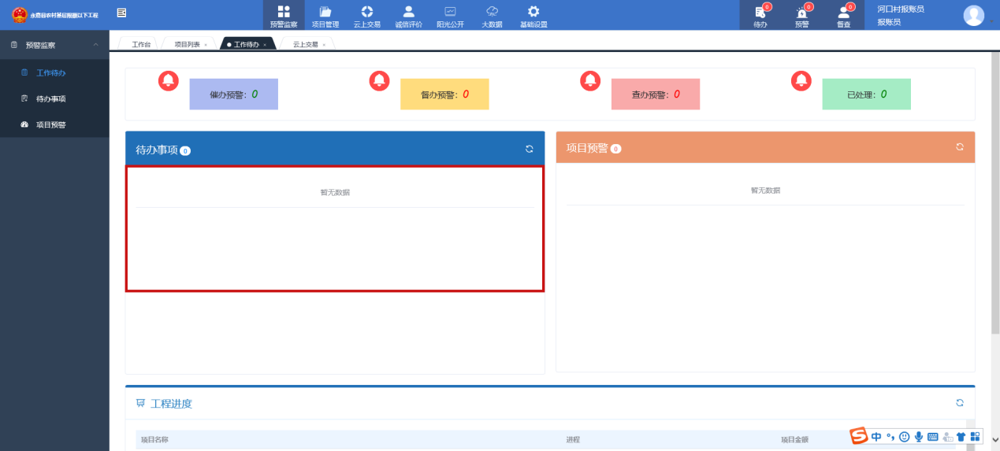 永嘉县农村基层限额以下工程
预警监察 项目管理 云上交易 诚信评价 阳光公开 大数据 基础设置
0 0 0
待办 预警 督查
河口村报账员
报账员
预警监察
工作待办
待办事项
项目预警
工作台 项目列表 × ● 工作待办 × 云上交易 ×
催办预警：0 督办预警：0 查办预警：0 已处理：0
待办事项 0
暂无数据
项目预警 0
暂无数据
工程进度
项目名称 进程 项目金额
S 中 °,